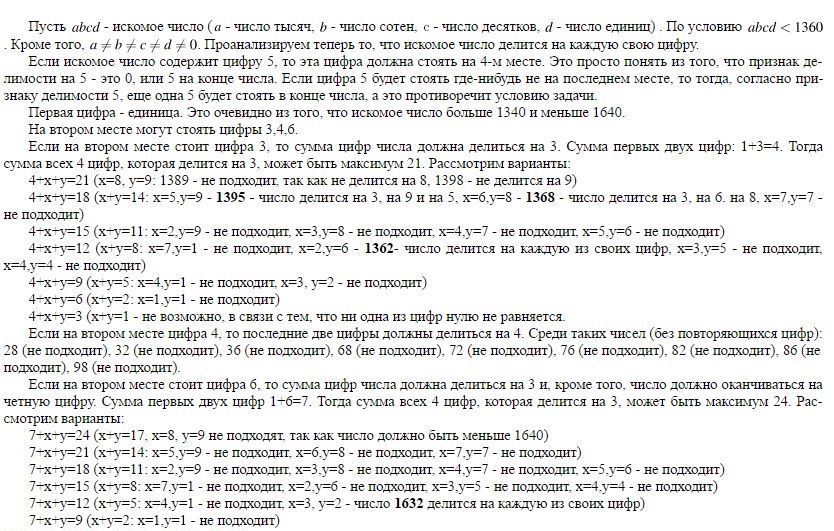 Пусть abcd - искомое число (a - число тысяч, b - число сотен, c - число десятков, d - число единиц) . По условию abcd < 1360
. Кроме того, a ≠ b ≠ c ≠ d ≠ 0. Проанализируем теперь то, что искомое число делится на каждую свою цифру.
Если искомое число содержит цифру 5, то эта цифра должна стоять на 4-м месте. Это просто понять из того, что признак де-
лимости на 5 - это 0, или 5 на конце числа. Если цифра 5 будет стоять где-нибудь не на последнем месте, то тогда, согласно при-
знаку делимости 5, еще одна 5 будет стоять в конце числа, а это противоречит условию задачи.
Первая цифра - единица. Это очевидно из того, что искомое число больше 1340 и меньше 1640.
На втором месте могут стоять цифры 3,4,6.
Если на втором месте стоит цифра 3, то сумма цифр числа должна делиться на 3. Сумма первых двух цифр: 1+3=4. Тогда
сумма всех 4 цифр, которая делится на 3, может быть максимум 21. Рассмотрим варианты:
4+x+y=21 (x=8, y=9: 1389 - не подходит, так как не делится на 8, 1398 - не делится на 9)
4+x+y=18 (x+y=14: x=5,y=9 - 1395 - число делится на 3, на 9 и на 5, x=6,y=8 - 1368 - число делится на 3, на 6. на 8, x=7,y=7 -
не подходит)
4+x+y=15 (x+y=11: x=2,y=9 - не подходит, x=3,y=8 - не подходит, x=4,y=7 - не подходит, x=5,y=6 - не подходит)
4+x+y=12 (x+y=8: x=7,y=1 - не подходит, x=2,y=6 - 1362- число делится на каждую из своих цифр, x=3,y=5 - не подходит,
x=4,y=4 - не подходит)
4+x+y=9 (x+y=5: x=4,y=1 - не подходит, x=3, y=2 - не подходит)
4+x+y=6 (x+y=2: x=1,y=1 - не подходит)
4+x+y=3 (x+y=1 - не возможно, в связи с тем, что ни одна из цифр нулю не равняется.
Если на втором месте цифра 4, то последние две цифры должны делиться на 4. Среди таких чисел (без повторяющихся цифр):
28 (не подходит), 32 (не подходит), 36 (не подходит), 68 (не подходит), 72 (не подходит), 76 (не подходит), 82 (не подходит), 86 (не
подходит), 98 (не подходит).
Если на втором месте стоит цифра 6, то сумма цифр числа должна делиться на 3 и, кроме того, число должно оканчиваться на
четную цифру. Сумма первых двух цифр 1+6=7. Тогда сумма всех 4 цифр, которая делится на 3, может быть максимум 24. Рас-
смотрим варианты:
7+x+y=24 (x+y=17, x=8, y=9 не подходят, так как число должно быть меньше 1640)
7+x+y=21 (x+y=14: x=5,y=9 - не подходит, x=6,y=8 - не подходит, x=7,y=7 - не подходит)
7+x+y=18 (x+y=11: x=2,y=9 - не подходит, x=3,y=8 - не подходит, x=4,y=7 - не подходит, x=5,y=6 - не подходит)
7+x+y=15 (x+y=8: x=7,y=1 - не подходит, x=2,y=6 - не подходит, x=3,y=5 - не подходит, x=4,y=4 - не подходит)
7+x+y=12 (x+y=5: x=4,y=1 - не подходит, x=3, y=2 - число 1632 делится на каждую из своих цифр)
7+x+y=9 (x+y=2: x=1,y=1 - не подходит)